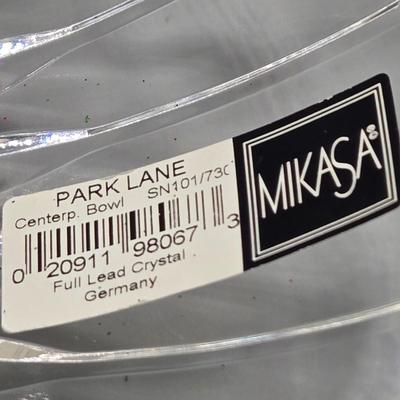 PARK LANE
Centerp. Bowl SN101/730
0 20911 98067 3
Full Lead Crystal
Germany
MIKASA®